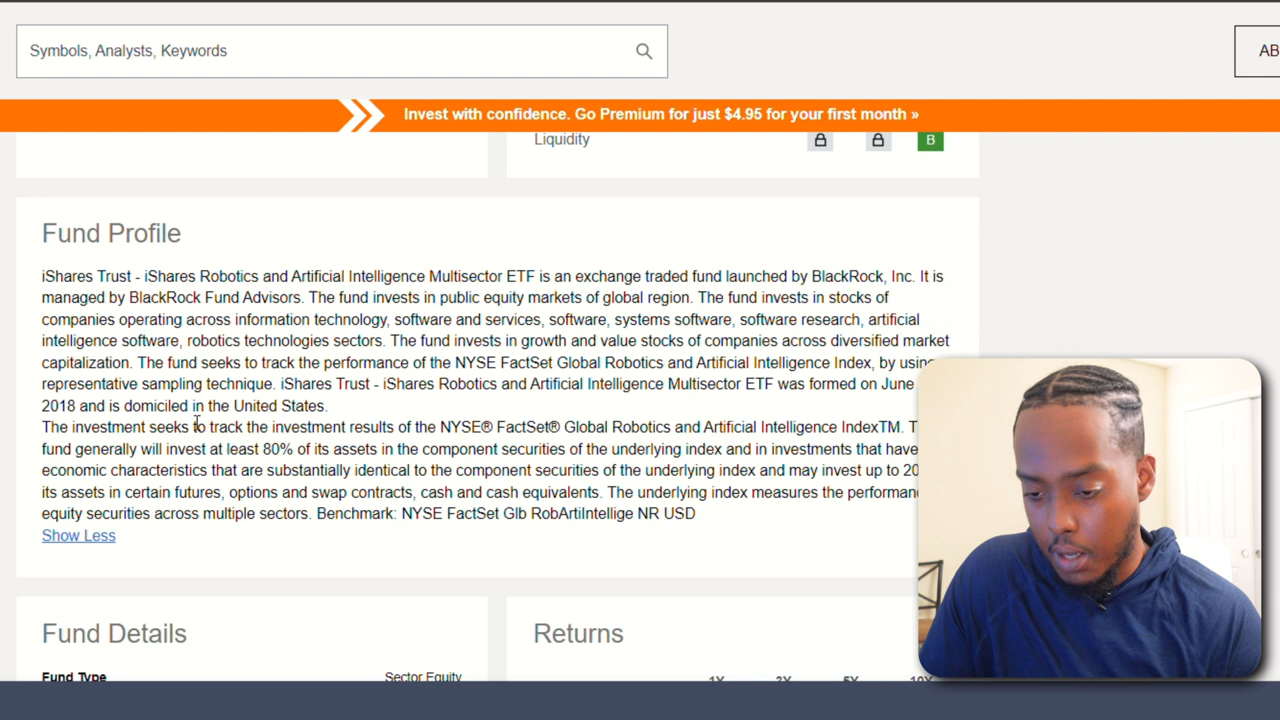 Symbols, Analysts, Keywords
AB
Invest with confidence. Go Premium for just $4.95 for your first month »
Liquidity
B
Fund Profile
iShares Trust - iShares Robotics and Artificial Intelligence Multisector ETF is an exchange traded fund launched by BlackRock, Inc. It is
managed by BlackRock Fund Advisors. The fund invests in public equity markets of global region. The fund invests in stocks of
companies operating across information technology, software and services, software, systems software, software research, artificial
intelligence software, robotics technologies sectors. The fund invests in growth and value stocks of companies across diversified market
capitalization. The fund seeks to track the performance of the NYSE FactSet Global Robotics and Artificial Intelligence Index, by using
representative sampling technique. iShares Trust - iShares Robotics and Artificial Intelligence Multisector ETF was formed on June
2018 and is domiciled in the United States.
The investment seeks to track the investment results of the NYSE® FactSet® Global Robotics and Artificial Intelligence IndexTM.
fund generally will invest at least 80% of its assets in the component securities of the underlying index and in investments that have
economic characteristics that are substantially identical to the component securities of the underlying index and may invest up to 20
its assets in certain futures, options and swap contracts, cash and cash equivalents. The underlying index measures the
equity securities across multiple sectors. Benchmark: NYSE FactSet Glb RobArtiIntellige NR USD
Show Less
Fund Details
Returns
Fund Type
Sector Equity
1Y
3Y
5Y
10Y